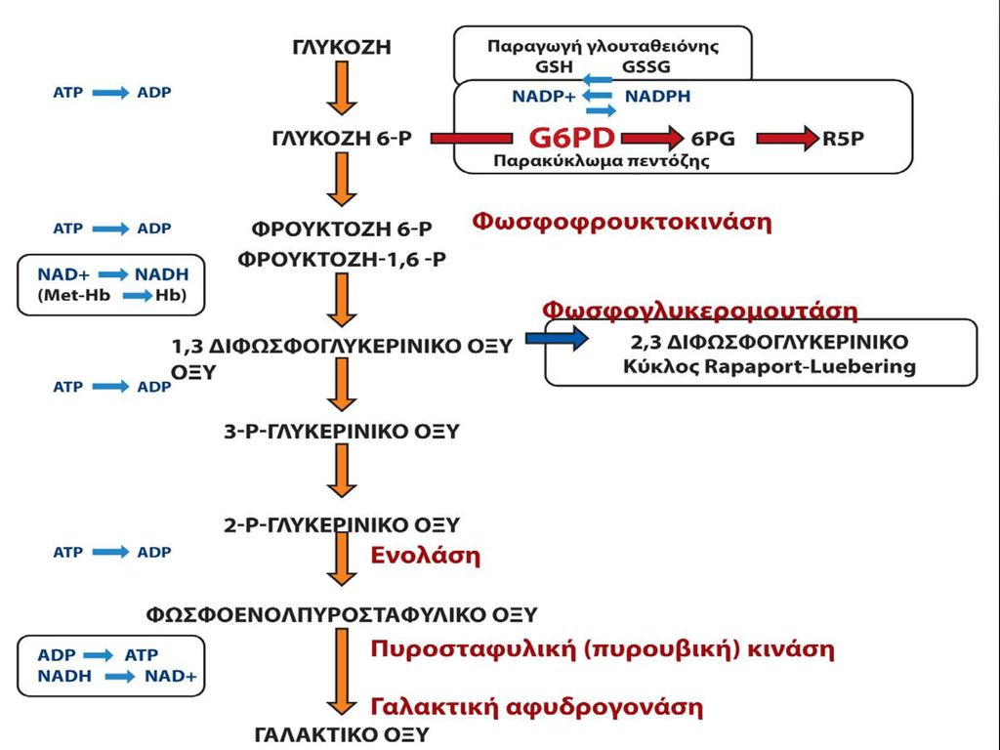 ΓΛΥΚΟΖΗ
Παραγωγή γλουταθειόνης
GSH GSSG
ATP ADP
NADP+ NADPH
ΓΛΥΚΟΖΗ 6-P
G6PD 6PG R5P
Παρακύκλωμα πεντόζης
ATP ADP
ΦΡΟΥΚΤΟΖΗ 6-P
Φωσφοφρουκτοκινάση
ΦΡΟΥΚΤΟΖΗ-1,6 -P
NAD+ NADH
(Met-Hb Hb)
Φωσφογλυκερομουτάση
1,3 ΔΙΦΩΣΦΟΓΛΥΚΕΡΙΝΙΚΟ ΟΞΥ
ΟΞΥ
2,3 ΔΙΦΩΣΦΟΓΛΥΚΕΡΙΝΙΚΟ
Κύκλος Rapaport-Luebering
ATP ADP
3-P-ΓΛΥΚΕΡΙΝΙΚΟ ΟΞΥ
2-P-ΓΛΥΚΕΡΙΝΙΚΟ ΟΞΥ
ATP ADP
Ενολάση
ΦΩΣΦΟΕΝΟΛΠΥΡΟΣΤΑΦΥΛΙΚΟ ΟΞΥ
ADP ATP
NADH NAD+
Πυροσταφυλική (πυρουβική) κινάση
Γαλακτική αφυδρογονάση
ΓΑΛΑΚΤΙΚΟ ΟΞΥ